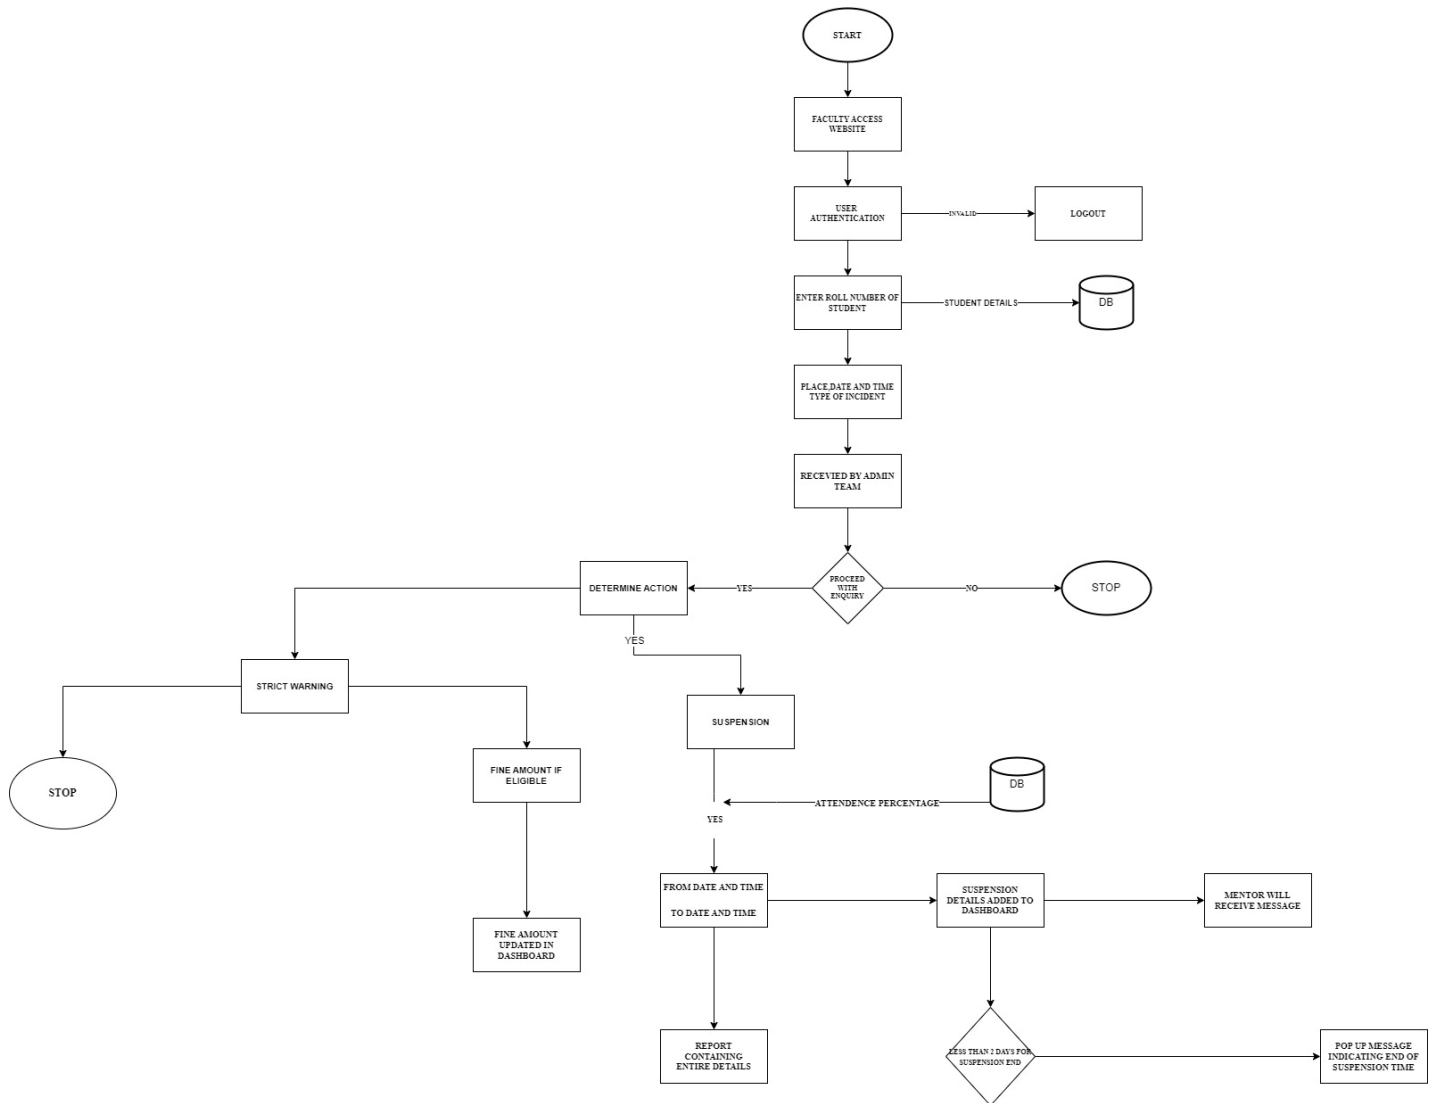 START
FACULTY ACCESS
WEBSITE
USER
AUTHENTICATION
INVALID
LOGOUT
ENTER ROLL NUMBER OF
STUDENT
STUDENT DETAILS
DB
PLACE,DATE AND TIME
TYPE OF INCIDENT
RECEVIED BY ADMIN
TEAM
PROCEED
WITH
ENQUIRY
YES
NO
STOP
DETERMINE ACTION
YES
STRICT WARNING
STOP
FINE AMOUNT IF
ELIGIBLE
FINE AMOUNT
UPDATED IN
DASHBOARD
SUSPENSION
DB
ATTENDENCE PERCENTAGE
YES
FROM DATE AND TIME
TO DATE AND TIME
SUSPENSION
DETAILS ADDED TO
DASHBOARD
MENTOR WILL
RECEIVE MESSAGE
REPORT
CONTAINING
ENTIRE DETAILS
LESS THAN 2 DAYS FOR
SUSPENSION END
POP UP MESSAGE
INDICATING END OF
SUSPENSION TIME